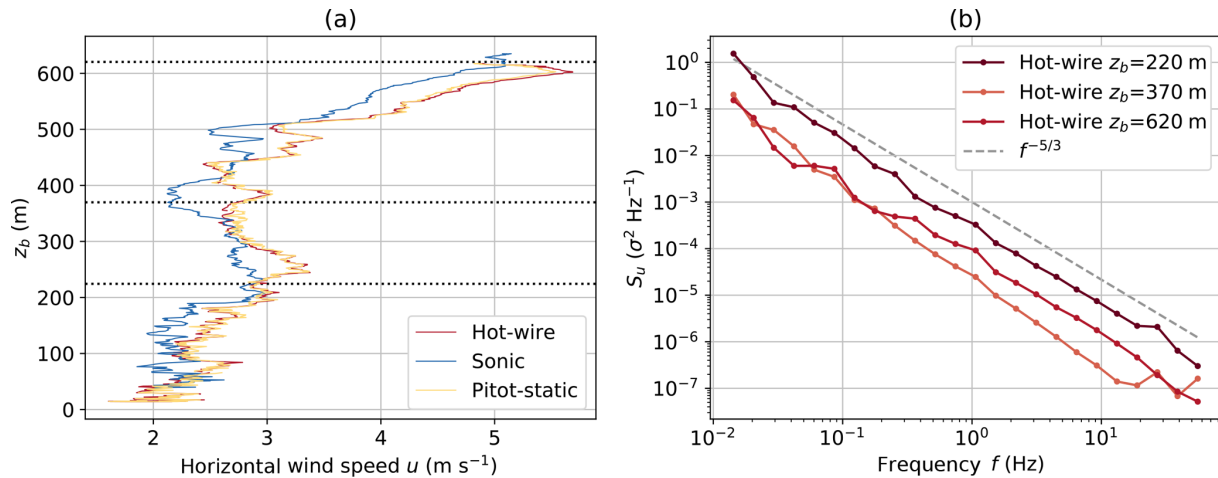 (a)
600
500
400
300
200
100
0
z_b (m)
Hot-wire
Sonic
Pitot-static
2
3
4
5
Horizontal wind speed u (m s⁻¹)
(b)
10⁰
10⁻¹
10⁻²
10⁻³
10⁻⁴
10⁻⁵
10⁻⁶
10⁻⁷
S_u (σ² Hz⁻¹)
Hot-wire z_b=220 m
Hot-wire z_b=370 m
Hot-wire z_b=620 m
f⁻⁵ᐟ³
10⁻²
10⁻¹
10⁰
10¹
Frequency f (Hz)